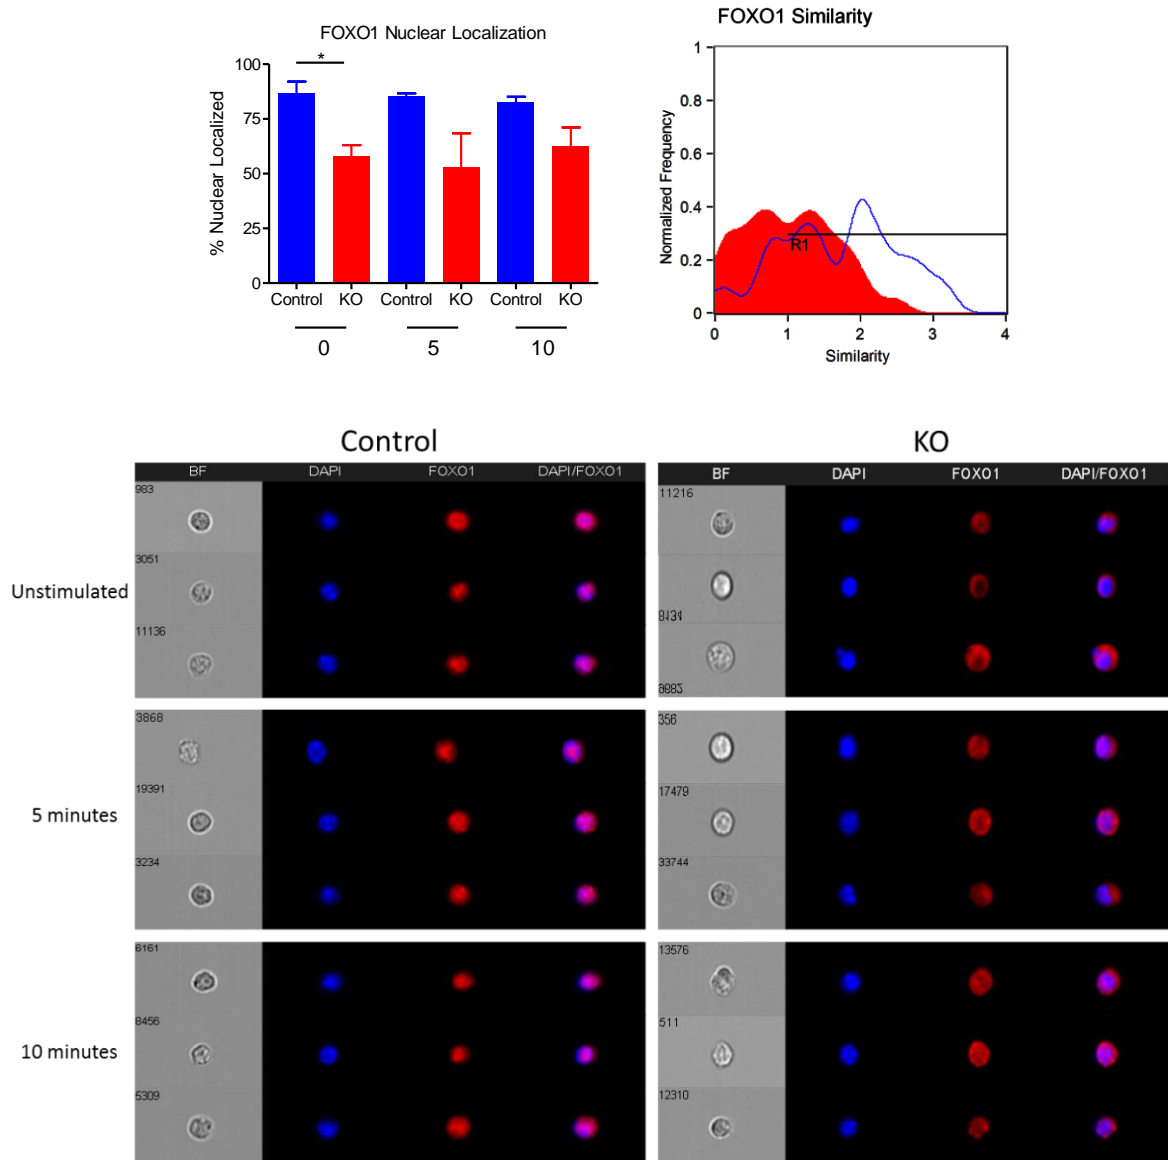 FOXO1 Nuclear Localization
*
% Nuclear Localized
100
75
50
25
0
Control KO Control KO Control KO
0 5 10
FOXO1 Similarity
Normalized Frequency
1
0.8
0.6
0.4
0.2
0
R1
0 1 2 3 4
Similarity
Control
BF DAPI FOXO1 DAPI/FOXO1
KO
BF DAPI FOXO1 DAPI/FOXO1
Unstimulated
983
3051
11136
11216
5 minutes
3868
19391
3234
356
17479
33744
10 minutes
6161
8456
5309
13576
511
12310